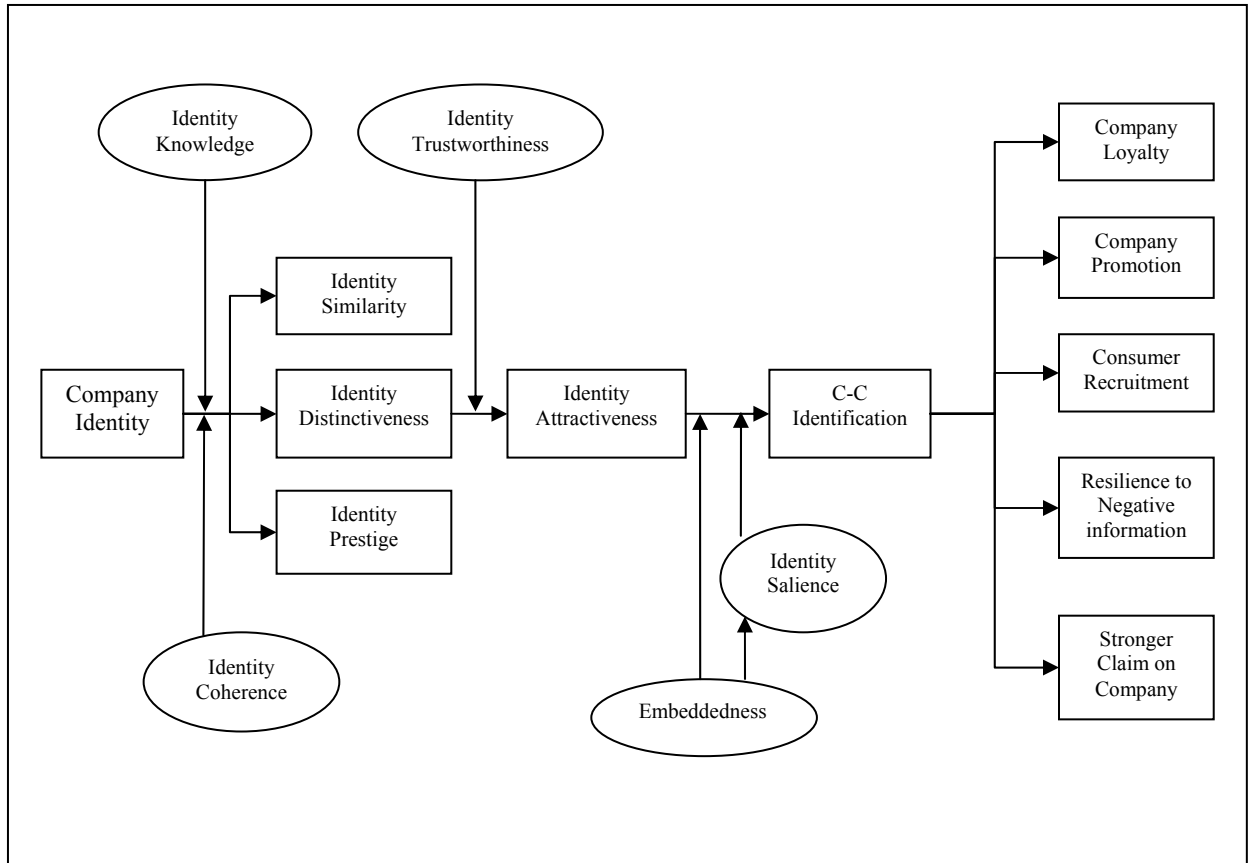 Identity
Knowledge
Identity
Trustworthiness
Company
Loyalty
Company
Promotion
Identity
Similarity
Consumer
Recruitment
Company
Identity
Identity
Distinctiveness
Identity
Attractiveness
C-C
Identification
Identity
Prestige
Resilience to
Negative
information
Identity
Salience
Identity
Coherence
Embeddedness
Stronger
Claim on
Company